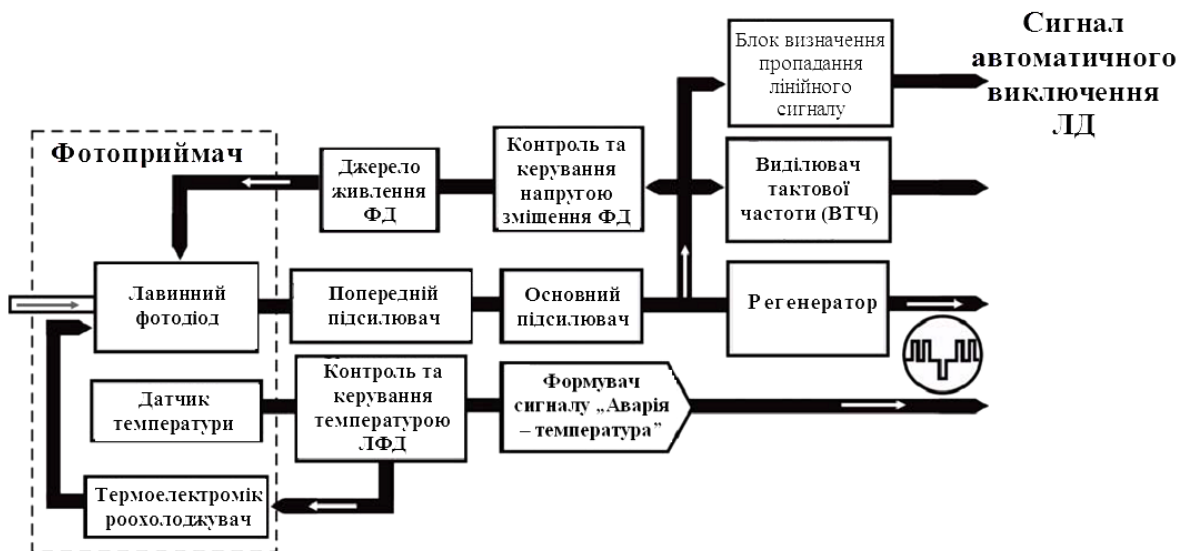 Сигнал
автоматичного
виключення
ЛД
Блок визначення
пропадання
лінійного
сигналу
Фотоприймач
Джерело
живлення
ФД
Контроль та
керування
напругою
зміщення ФД
Виділювач
тактової
частоти (ВТЧ)
Лавинний
фотодіод
Попередній
підсилювач
Основний
підсилювач
Регенератор
Датчик
температури
Контроль та
керування
температурою
ЛФД
Формувач
сигналу „Аварія
– температура”
Термоелектромік
роохолоджувач